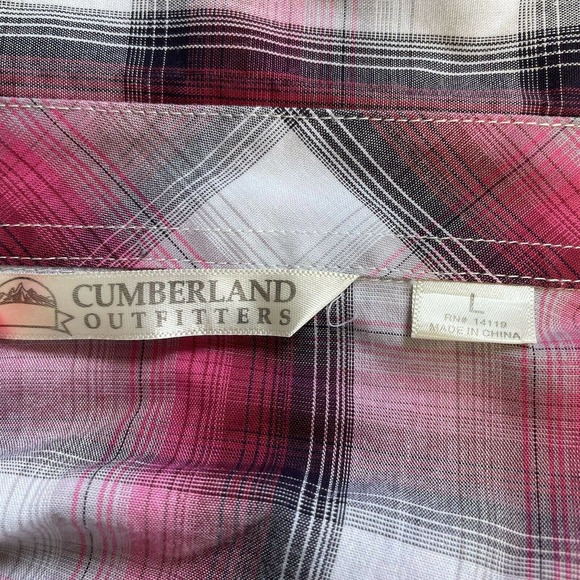 CUMBERLAND
OUTFITTERS
L
RN# 14119
MADE IN CHINA